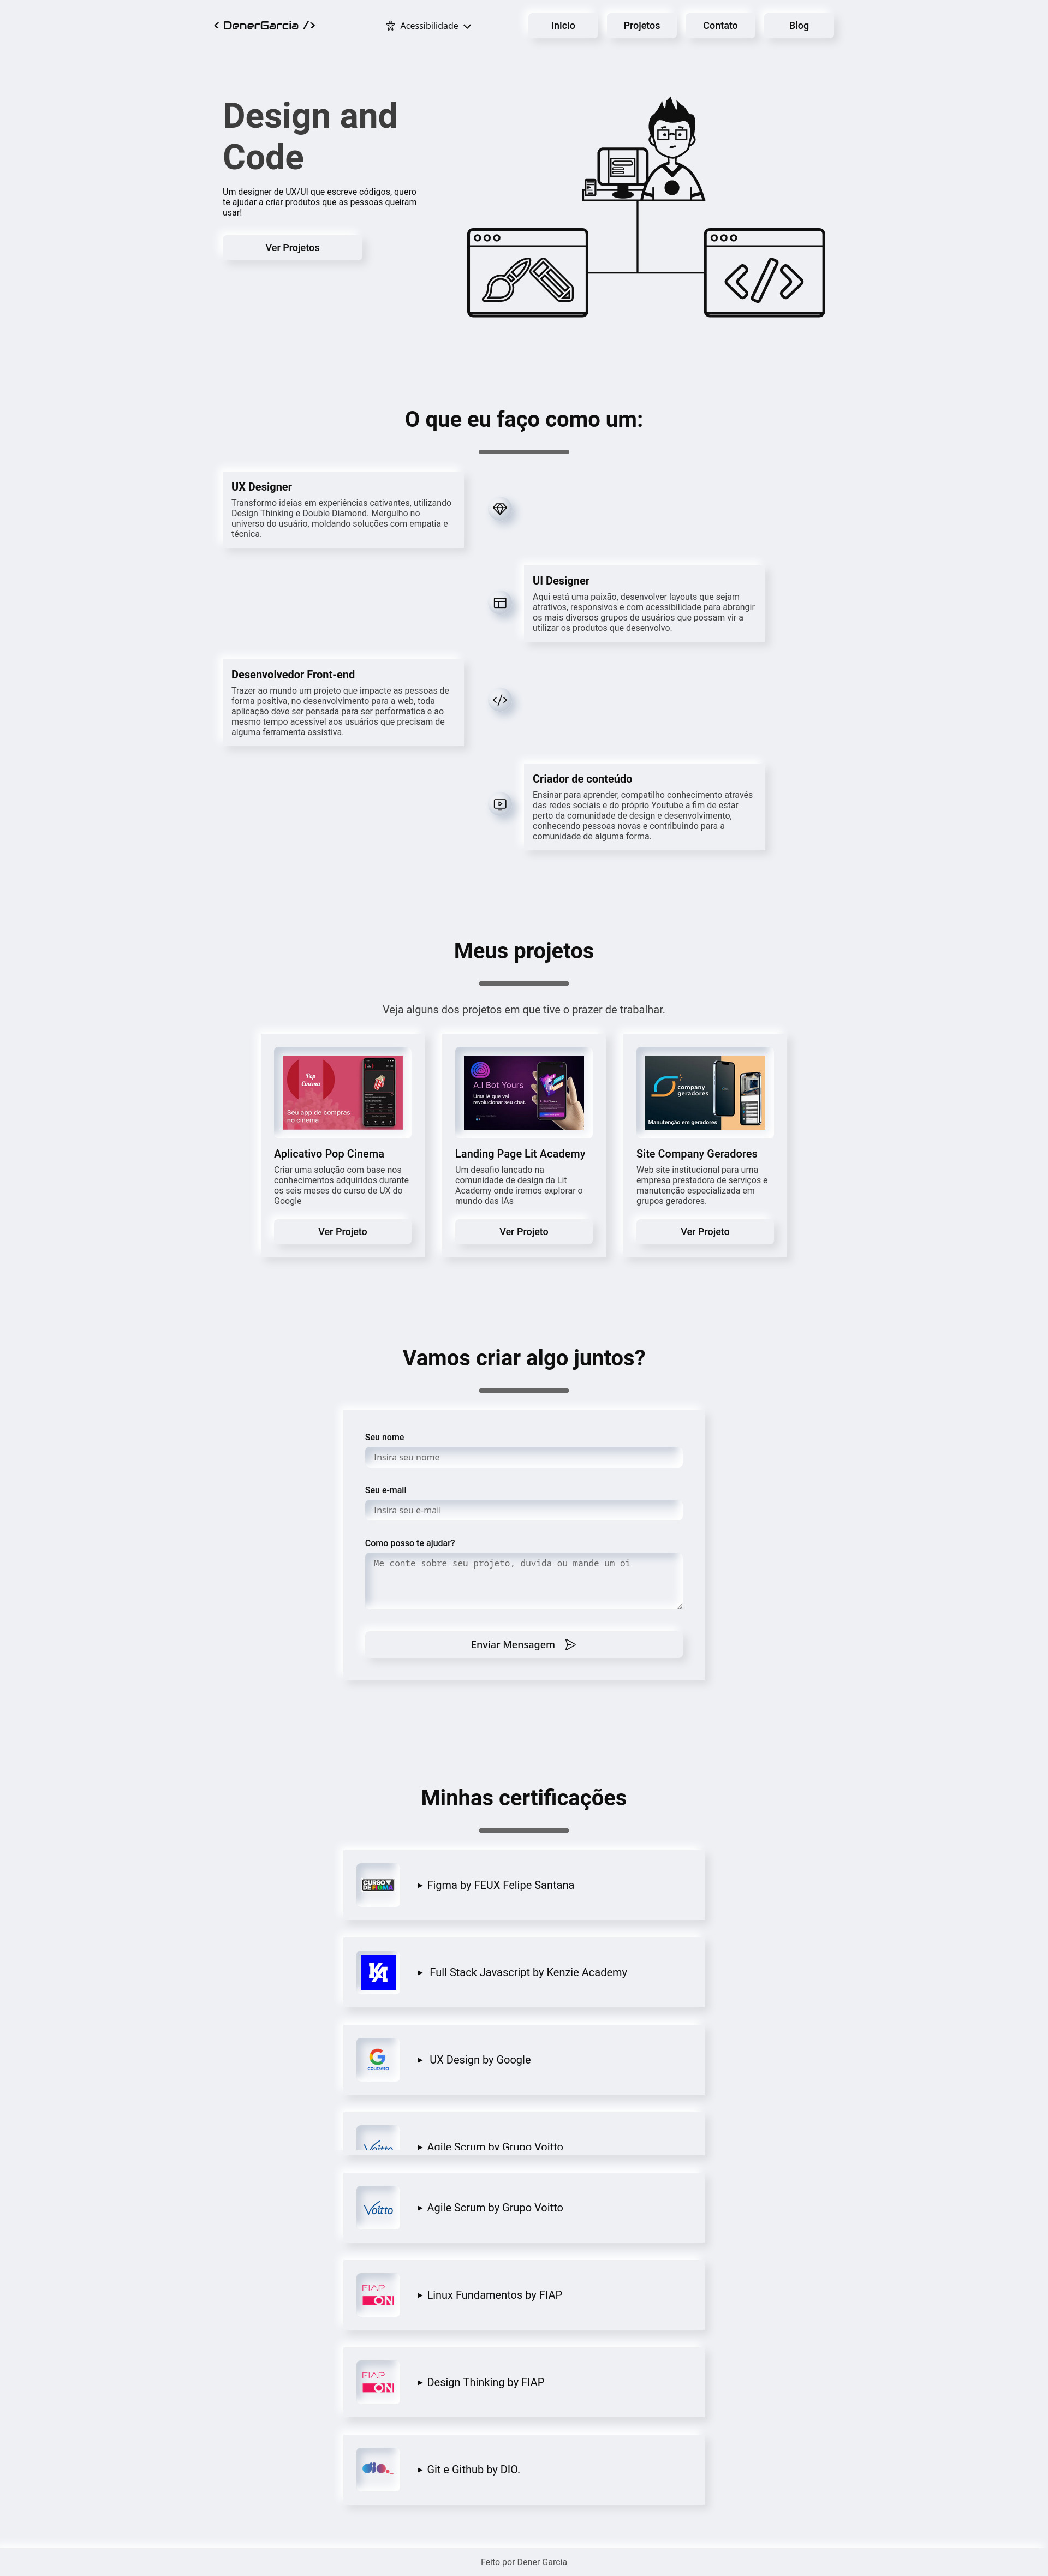 < DenerGarcia />
Acessibilidade
Inicio
Projetos
Contato
Blog
Design and
Code
Um designer de UX/UI que escreve códigos, quero
te ajudar a criar produtos que as pessoas queiram
usar!
Ver Projetos
O que eu faço como um:
UX Designer
Transformo ideias em experiências cativantes, utilizando
Design Thinking e Double Diamond. Mergulho no
universo do usuário, moldando soluções com empatia e
técnica.
UI Designer
Aqui está uma paixão, desenvolver layouts que sejam
atrativos, responsivos e com acessibilidade para abrangir
os mais diversos grupos de usuários que possam vir a
utilizar os produtos que desenvolvo.
Desenvolvedor Front-end
Trazer ao mundo um projeto que impacte as pessoas de
forma positiva, no desenvolvimento para a web, toda
aplicação deve ser pensada para ser performatica e ao
mesmo tempo acessivel aos usuários que precisam de
alguma ferramenta assistiva.
Criador de conteúdo
Ensinar para aprender, compatilho conhecimento através
das redes sociais e do próprio Youtube a fim de estar
perto da comunidade de design e desenvolvimento,
conhecendo pessoas novas e contribuindo para a
comunidade de alguma forma.
Meus projetos
Veja alguns dos projetos em que tive o prazer de trabalhar.
Pop
Cinema
Seu app de compras
no cinema
Aplicativo Pop Cinema
Criar uma solução com base nos
conhecimentos adquiridos durante
os seis meses do curso de UX do
Google
Ver Projeto
A.I Bot Yours
Uma IA que vai
revolucionar seu chat.
Landing Page Lit Academy
Um desafio lançado na
comunidade de design da Lit
Academy onde iremos explorar o
mundo das IAs
Ver Projeto
company
geradores
Manutenção em geradores
Site Company Geradores
Web site institucional para uma
empresa prestadora de serviços e
manutenção especializada em
grupos geradores.
Ver Projeto
Vamos criar algo juntos?
Seu nome
Insira seu nome
Seu e-mail
Insira seu e-mail
Como posso te ajudar?
Me conte sobre seu projeto, duvida ou mande um oi
Enviar Mensagem
Minhas certificações
CURSO
DE FIGMA
Figma by FEUX Felipe Santana
KA
Full Stack Javascript by Kenzie Academy
G
coursera
UX Design by Google
Voitto
Agile Scrum by Grupo Voitto
Voitto
Agile Scrum by Grupo Voitto
FIAP
ON
Linux Fundamentos by FIAP
FIAP
ON
Design Thinking by FIAP
dio.
Git e Github by DIO.
Feito por Dener Garcia